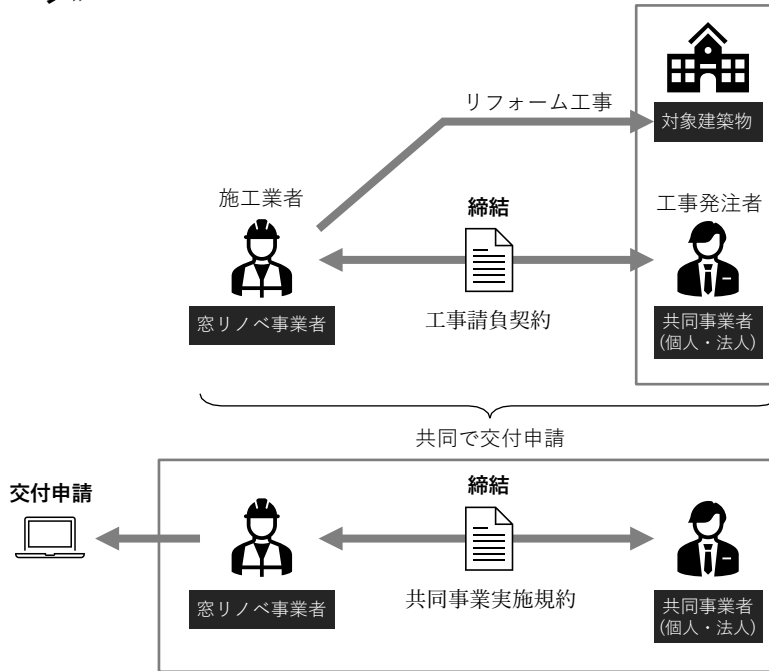 リフォーム工事
対象建築物
施工業者
締結
工事発注者
窓リノベ事業者
工事請負契約
共同事業者
(個人・法人)
共同で交付申請
交付申請
締結
窓リノベ事業者
共同事業実施規約
共同事業者
(個人・法人)